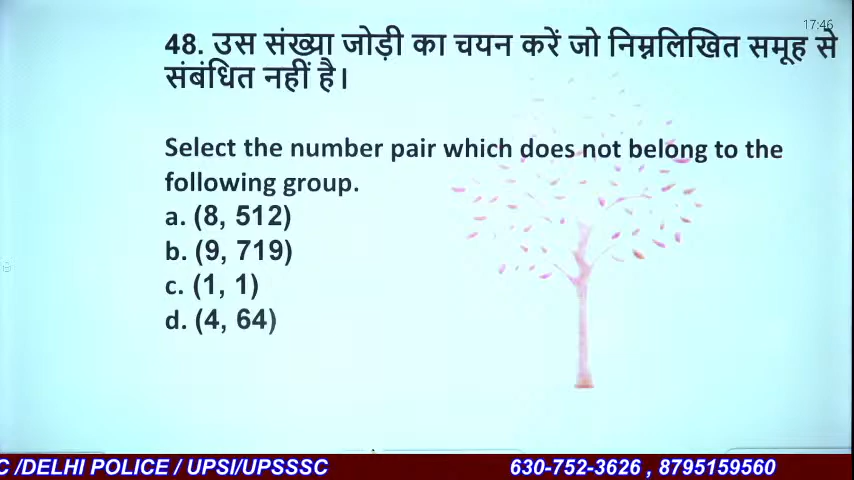 17:46
48. उस संख्या जोड़ी का चयन करें जो निम्नलिखित समूह से
संबंधित नहीं है।
Select the number pair which does not belong to the
following group.
a. (8, 512)
b. (9, 719)
c. (1, 1)
d. (4, 64)
C /DELHI POLICE / UPSI/UPSSSC 630-752-3626 , 8795159560